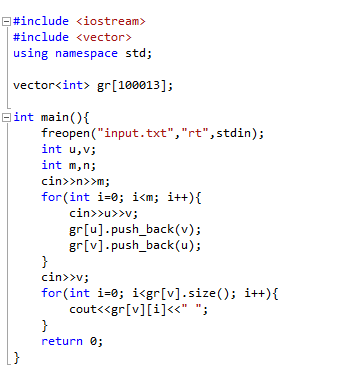 #include <iostream>
#include <vector>
using namespace std;
vector<int> gr[100013];
int main(){
freopen("input.txt","rt",stdin);
int u,v;
int m,n;
cin>>n>>m;
for(int i=0; i<m; i++){
cin>>u>>v;
gr[u].push_back(v);
gr[v].push_back(u);
}
cin>>v;
for(int i=0; i<gr[v].size(); i++){
cout<<gr[v][i]<<" ";
}
return 0;
}